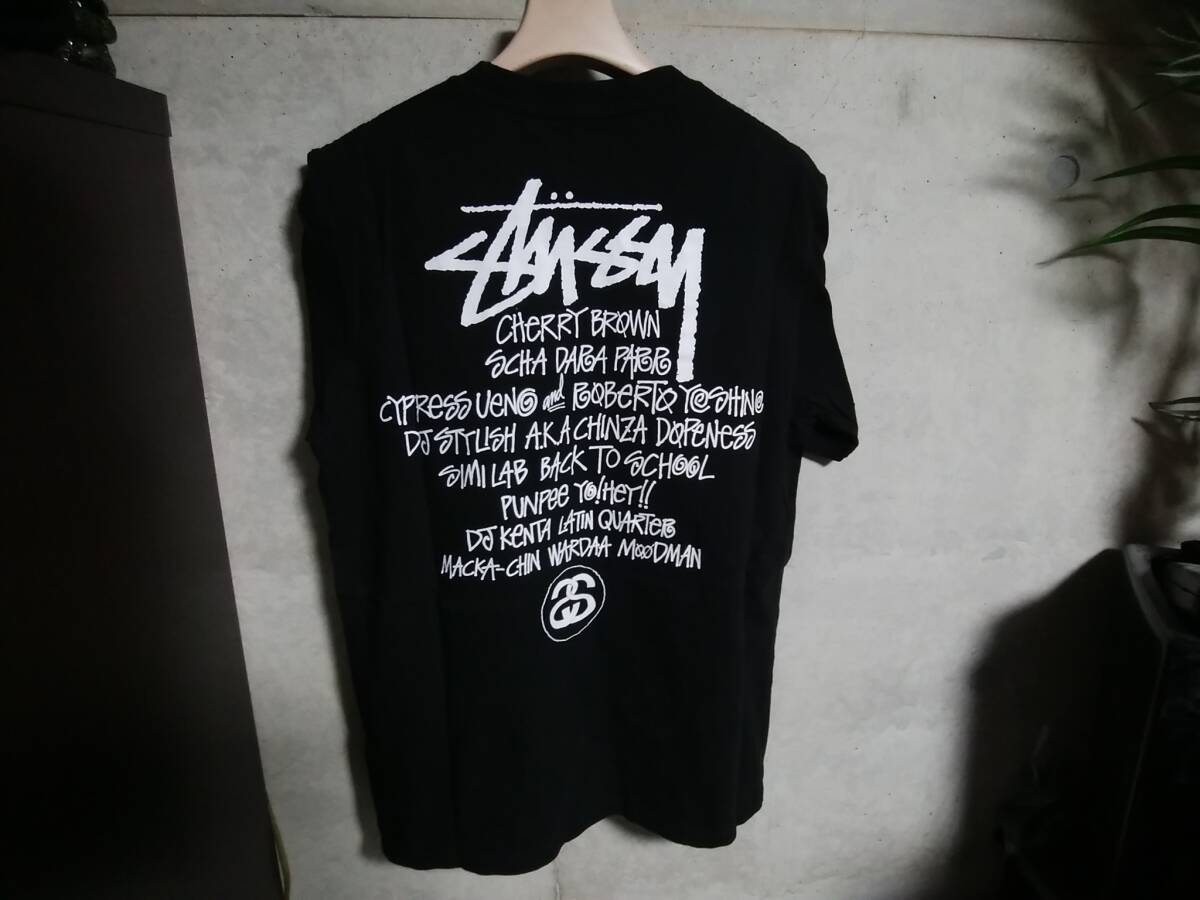 Stüssy
CHERRY BROWN
SCHA DARA PARR
CYPRESS UENO and ROBERTO YOSHINO
DJ STYLISH A.K.A CHINZA DOPENESS
SIMI LAB BACK TO SCHOOL
PUNPEE YO!HEY!!
DJ KENTA LATIN QUARTER
MACKA-CHIN WARDAA MOODMAN
SS